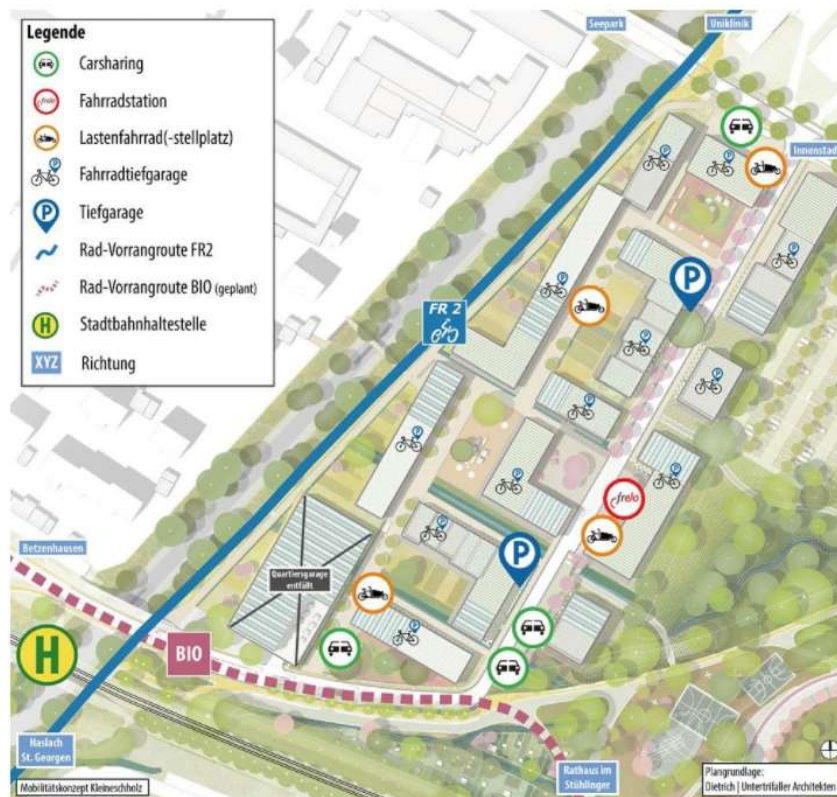 Legende
Carsharing
frelo
Fahrradstation
Lastenfahrrad(-stellplatz)
P
Fahrradtiefgarage
P
Tiefgarage
Rad-Vorrangroute FR2
Rad-Vorrangroute BIO (geplant)
H
Stadtbahnhaltestelle
XYZ
Richtung
Seepark
Uniklinik
Innenstad
P
P
P
P
P
P
FR 2
P
P
P
P
P
P
P
frelo
P
P
Betzenhausen
Quartiersgarage
entfällt
H
BIO
P
Haslach
St. Georgen
Rathaus im
Stühlinger
Mobilitätskonzept Kleineschholz
Plangrundlage:
Dietrich | Untertrifaller Architekten